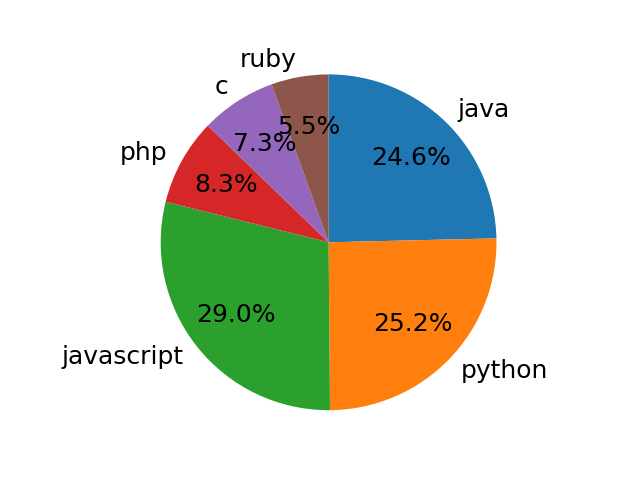 ruby
c
java
5.5%
7.3%
php
24.6%
8.3%
29.0%
25.2%
javascript
python